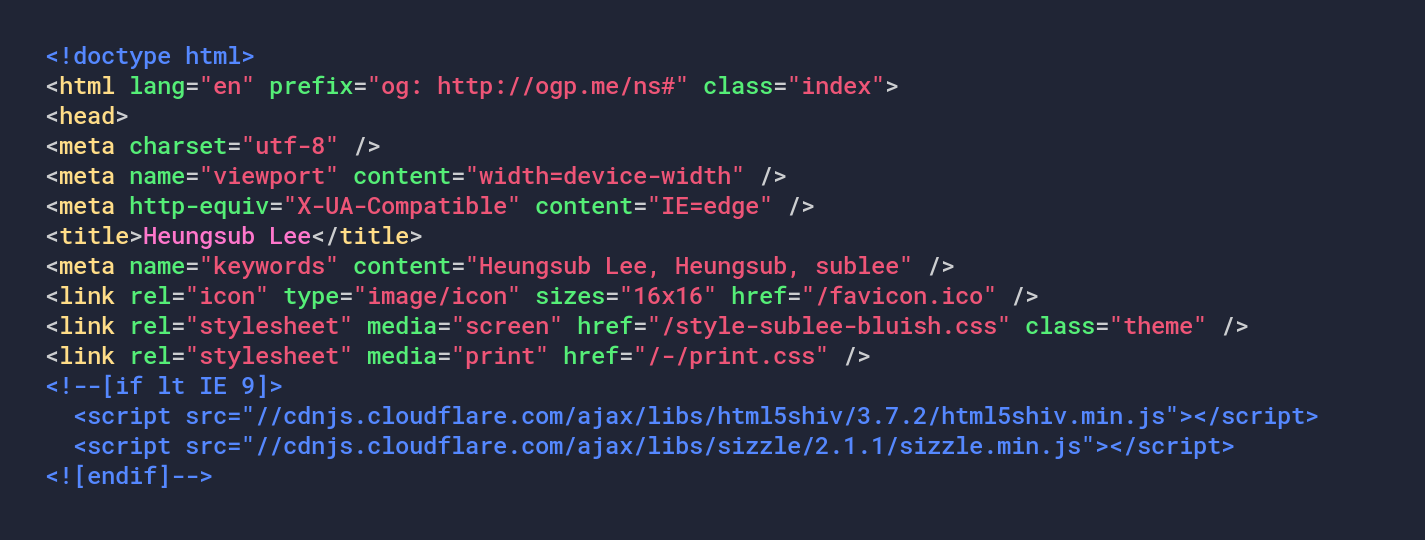 <!doctype html>
<html lang="en" prefix="og: http://ogp.me/ns#" class="index">
<head>
<meta charset="utf-8" />
<meta name="viewport" content="width=device-width" />
<meta http-equiv="X-UA-Compatible" content="IE=edge" />
<title>Heungsub Lee</title>
<meta name="keywords" content="Heungsub Lee, Heungsub, sublee" />
<link rel="icon" type="image/icon" sizes="16x16" href="/favicon.ico" />
<link rel="stylesheet" media="screen" href="/style-sublee-bluish.css" class="theme" />
<link rel="stylesheet" media="print" href="/-/print.css" />
<!--[if lt IE 9]>
  <script src="//cdnjs.cloudflare.com/ajax/libs/html5shiv/3.7.2/html5shiv.min.js"></script>
  <script src="//cdnjs.cloudflare.com/ajax/libs/sizzle/2.1.1/sizzle.min.js"></script>
<![endif]-->